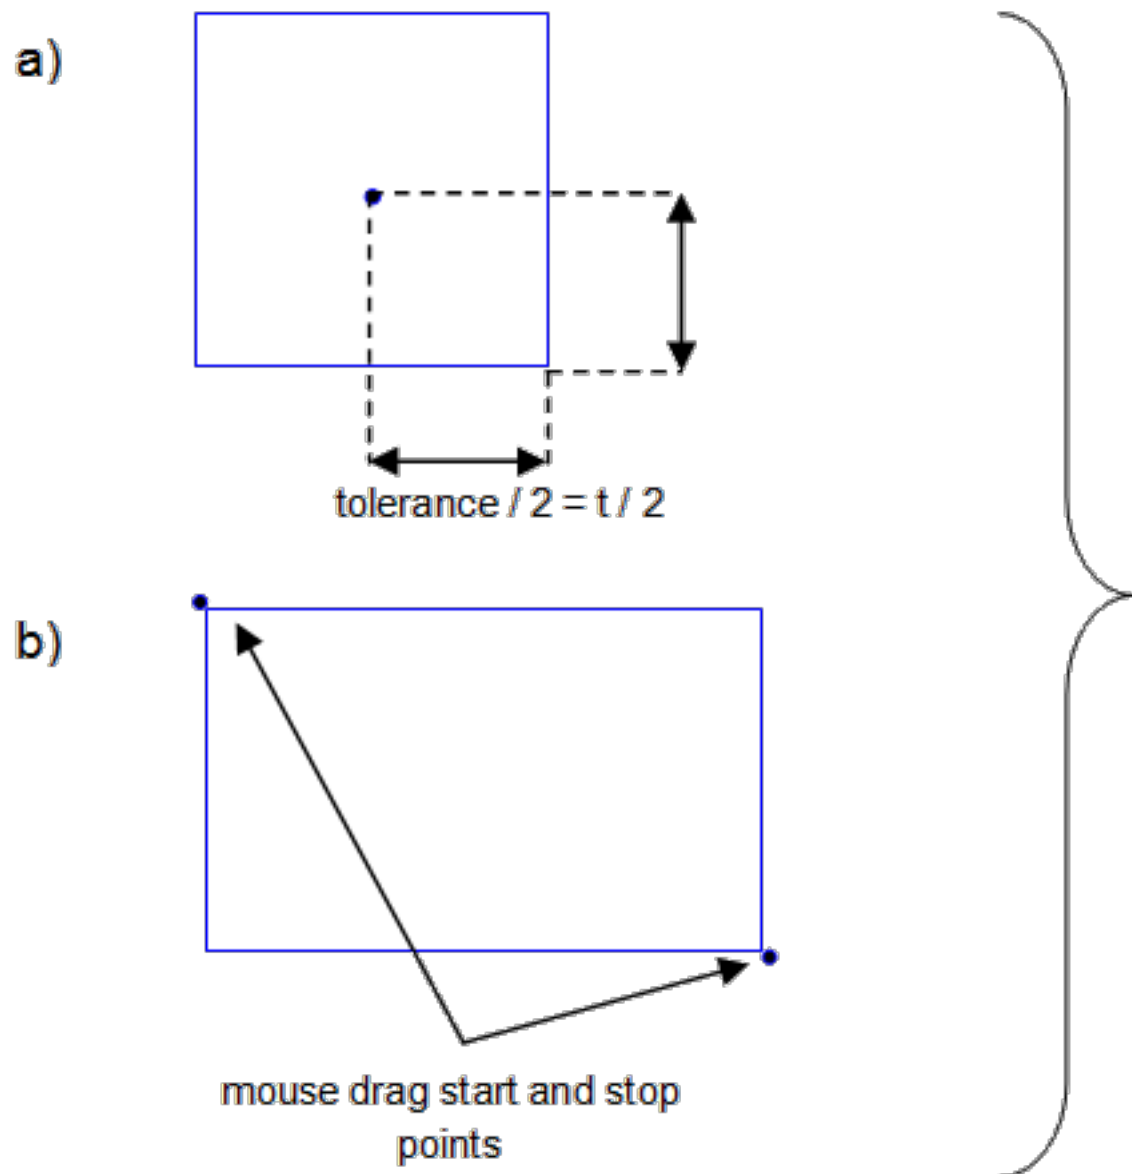 a)
tolerance / 2 = t / 2
b)
mouse drag start and stop
points